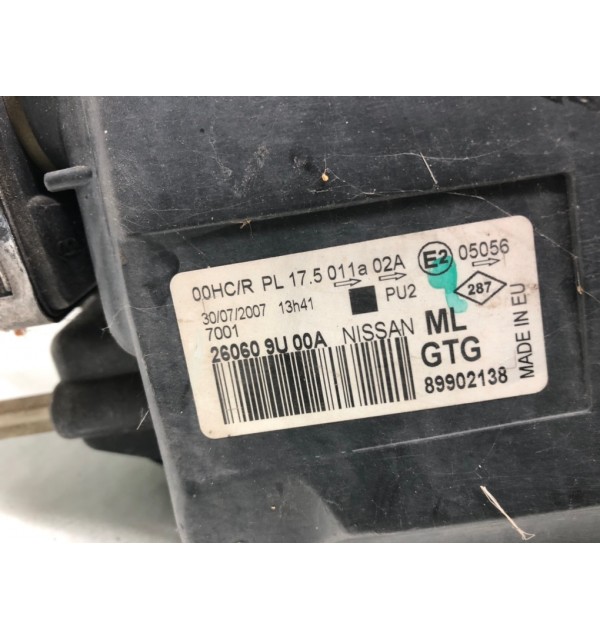 00HC/R PL 17.5 011a 02A E2 05056
30/07/2007 13h41 PU2 287
7001
26060 9U 00A NISSAN ML
GTG
89902138
MADE IN EU